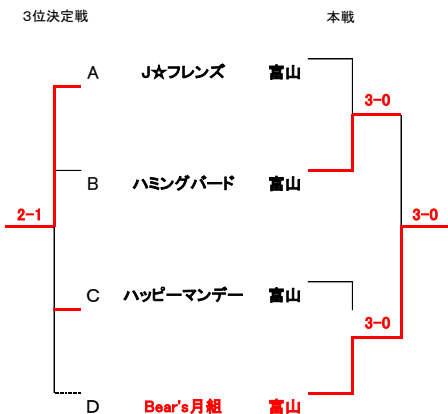 3位決定戦 本戦
A J☆フレンズ 富山
3-0
B ハミングバード 富山
2-1 3-0
C ハッピーマンデー 富山
3-0
D Bear's月組 富山